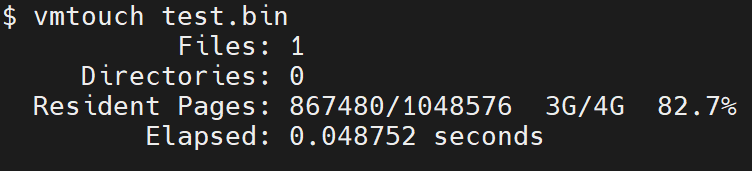 $ vmtouch test.bin
Files: 1
Directories: 0
Resident Pages: 867480/1048576  3G/4G  82.7%
Elapsed: 0.048752 seconds